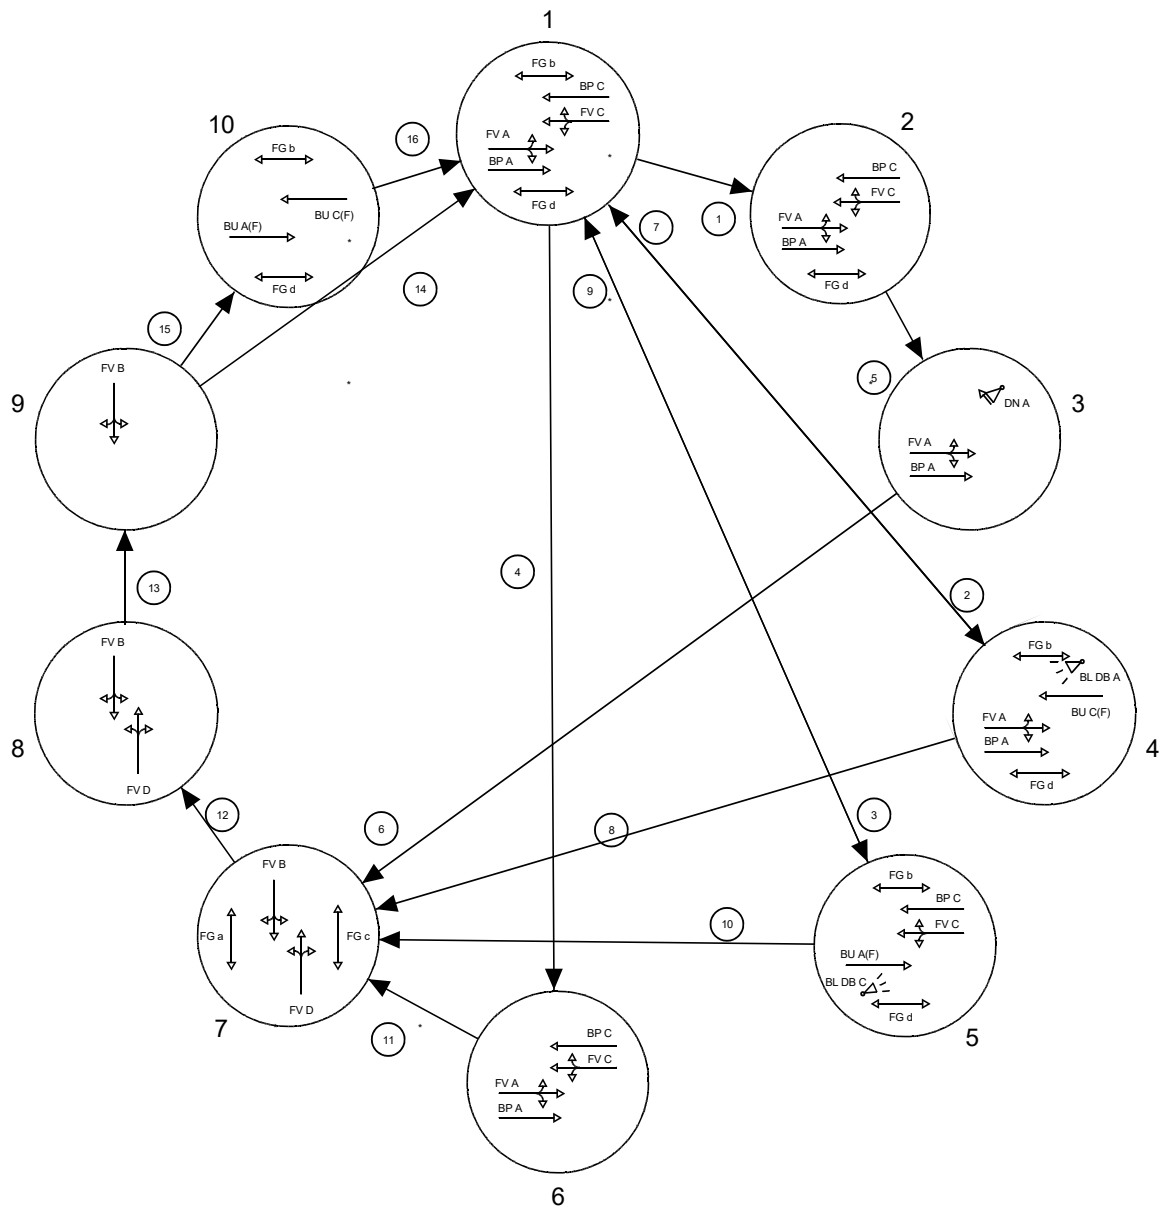 1
FG b
BP C
FV C
FV A
BP A
FG d
10
FG b
BU C(F)
BU A(F)
FG d
16
2
BP C
FV C
FV A
BP A
FG d
1
7
9
14
15
5
3
DN A
FV A
BP A
9
FV B
4
2
13
4
FG b
BL DB A
BU C(F)
FV A
BP A
FG d
8
FV B
FV D
12
6
8
3
10
5
FG b
BP C
FV C
BU A(F)
BL DB C
FG d
7
FV B
FG a
FG c
FV D
11
6
BP C
FV C
FV A
BP A